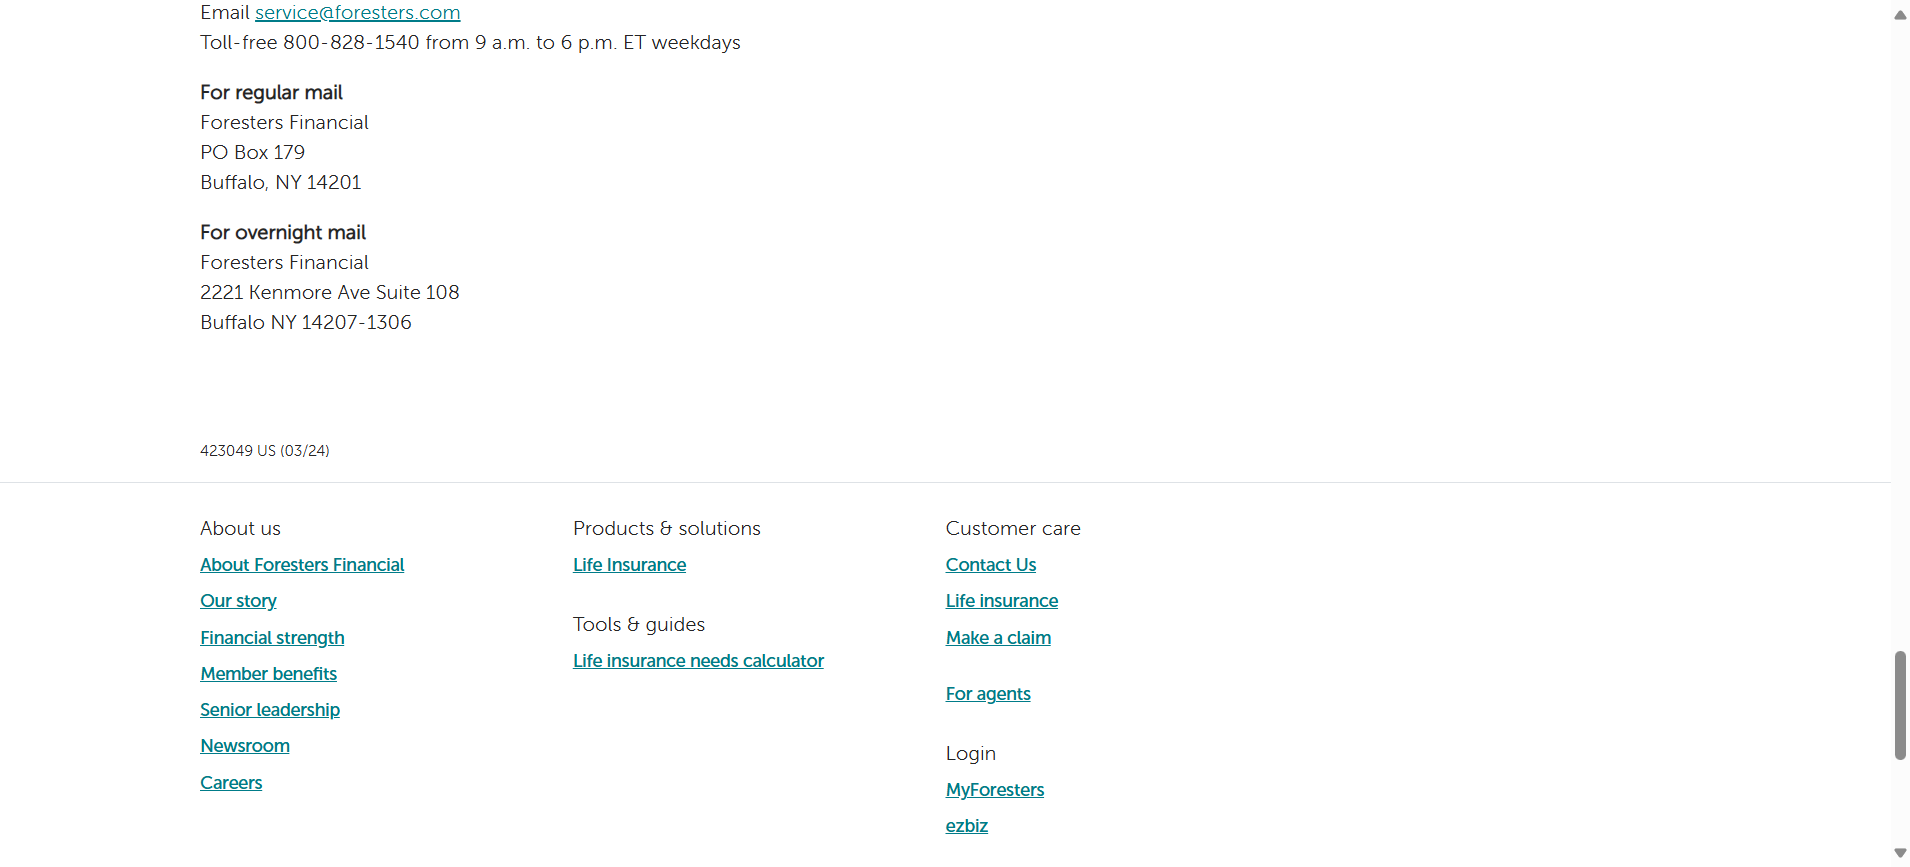 Email service@foresters.com
Toll-free 800-828-1540 from 9 a.m. to 6 p.m. ET weekdays
For regular mail
Foresters Financial
PO Box 179
Buffalo, NY 14201
For overnight mail
Foresters Financial
2221 Kenmore Ave Suite 108
Buffalo NY 14207-1306
423049 US (03/24)
About us
About Foresters Financial
Our story
Financial strength
Member benefits
Senior leadership
Newsroom
Careers
Products & solutions
Life Insurance
Tools & guides
Life insurance needs calculator
Customer care
Contact Us
Life insurance
Make a claim
For agents
Login
MyForesters
ezbiz